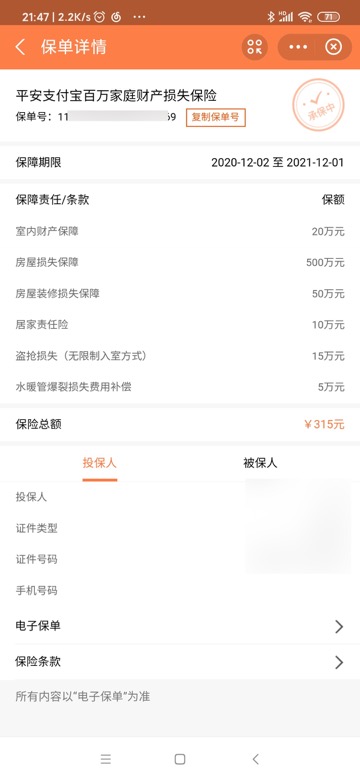 21:47 | 2.2K/s ··· HD 71
保单详情
平安支付宝百万家庭财产损失保险
保单号：11 69 复制保单号
承保中
保障期限 2020-12-02 至 2021-12-01
保障责任/条款 保额
室内财产保障 20万元
房屋损失保障 500万元
房屋装修损失保障 50万元
居家责任险 10万元
盗抢损失（无限制入室方式） 15万元
水暖管爆裂损失费用补偿 5万元
保险总额 ￥315元
投保人 被保人
投保人
证件类型
证件号码
手机号码
电子保单
保险条款
所有内容以“电子保单”为准